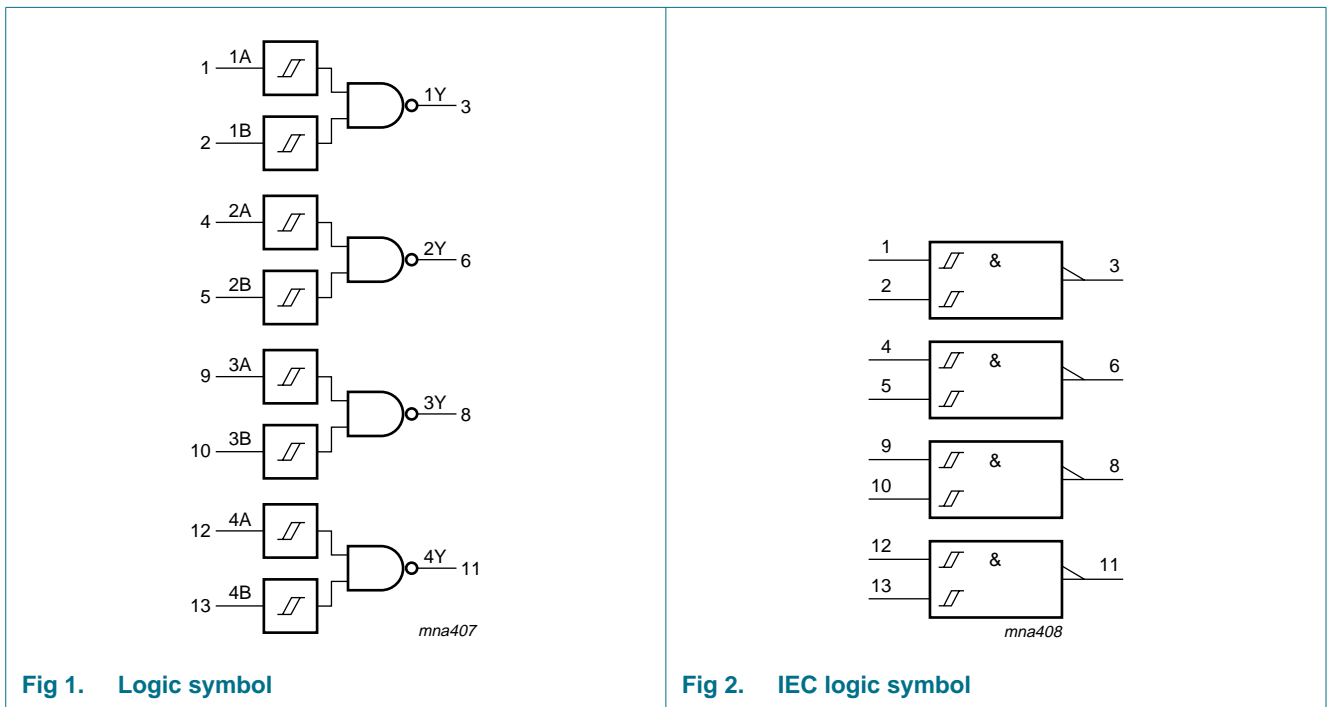 1 1A
1Y 3
2 1B
4 2A
2Y 6
5 2B
9 3A
3Y 8
10 3B
12 4A
4Y 11
13 4B
mna407
Fig 1. Logic symbol
1 & 3
2
4 & 6
5
9 & 8
10
12 & 11
13
mna408
Fig 2. IEC logic symbol